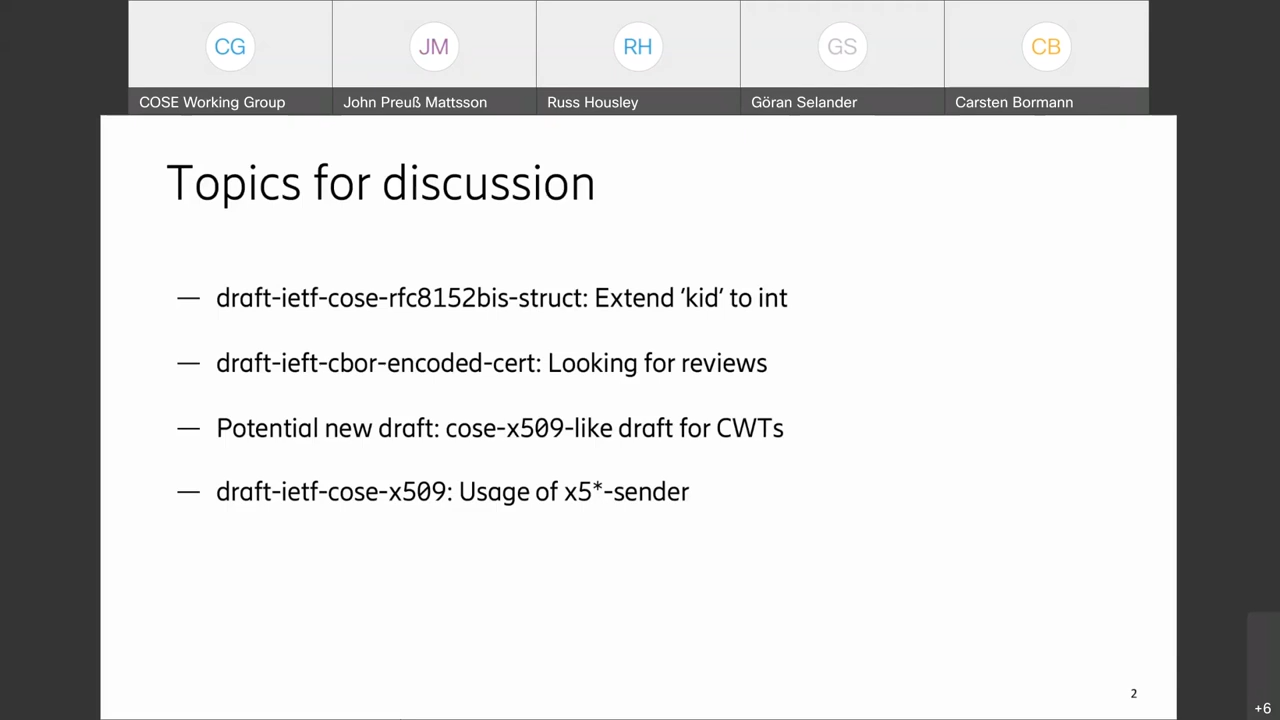 CG
JM
RH
GS
CB
COSE Working Group
John Preuß Mattsson
Russ Housley
Göran Selander
Carsten Bormann
Topics for discussion
— draft-ietf-cose-rfc8152bis-struct: Extend ‘kid’ to int
— draft-ieft-cbor-encoded-cert: Looking for reviews
— Potential new draft: cose-x509-like draft for CWTs
— draft-ietf-cose-x509: Usage of x5*-sender
2
+6